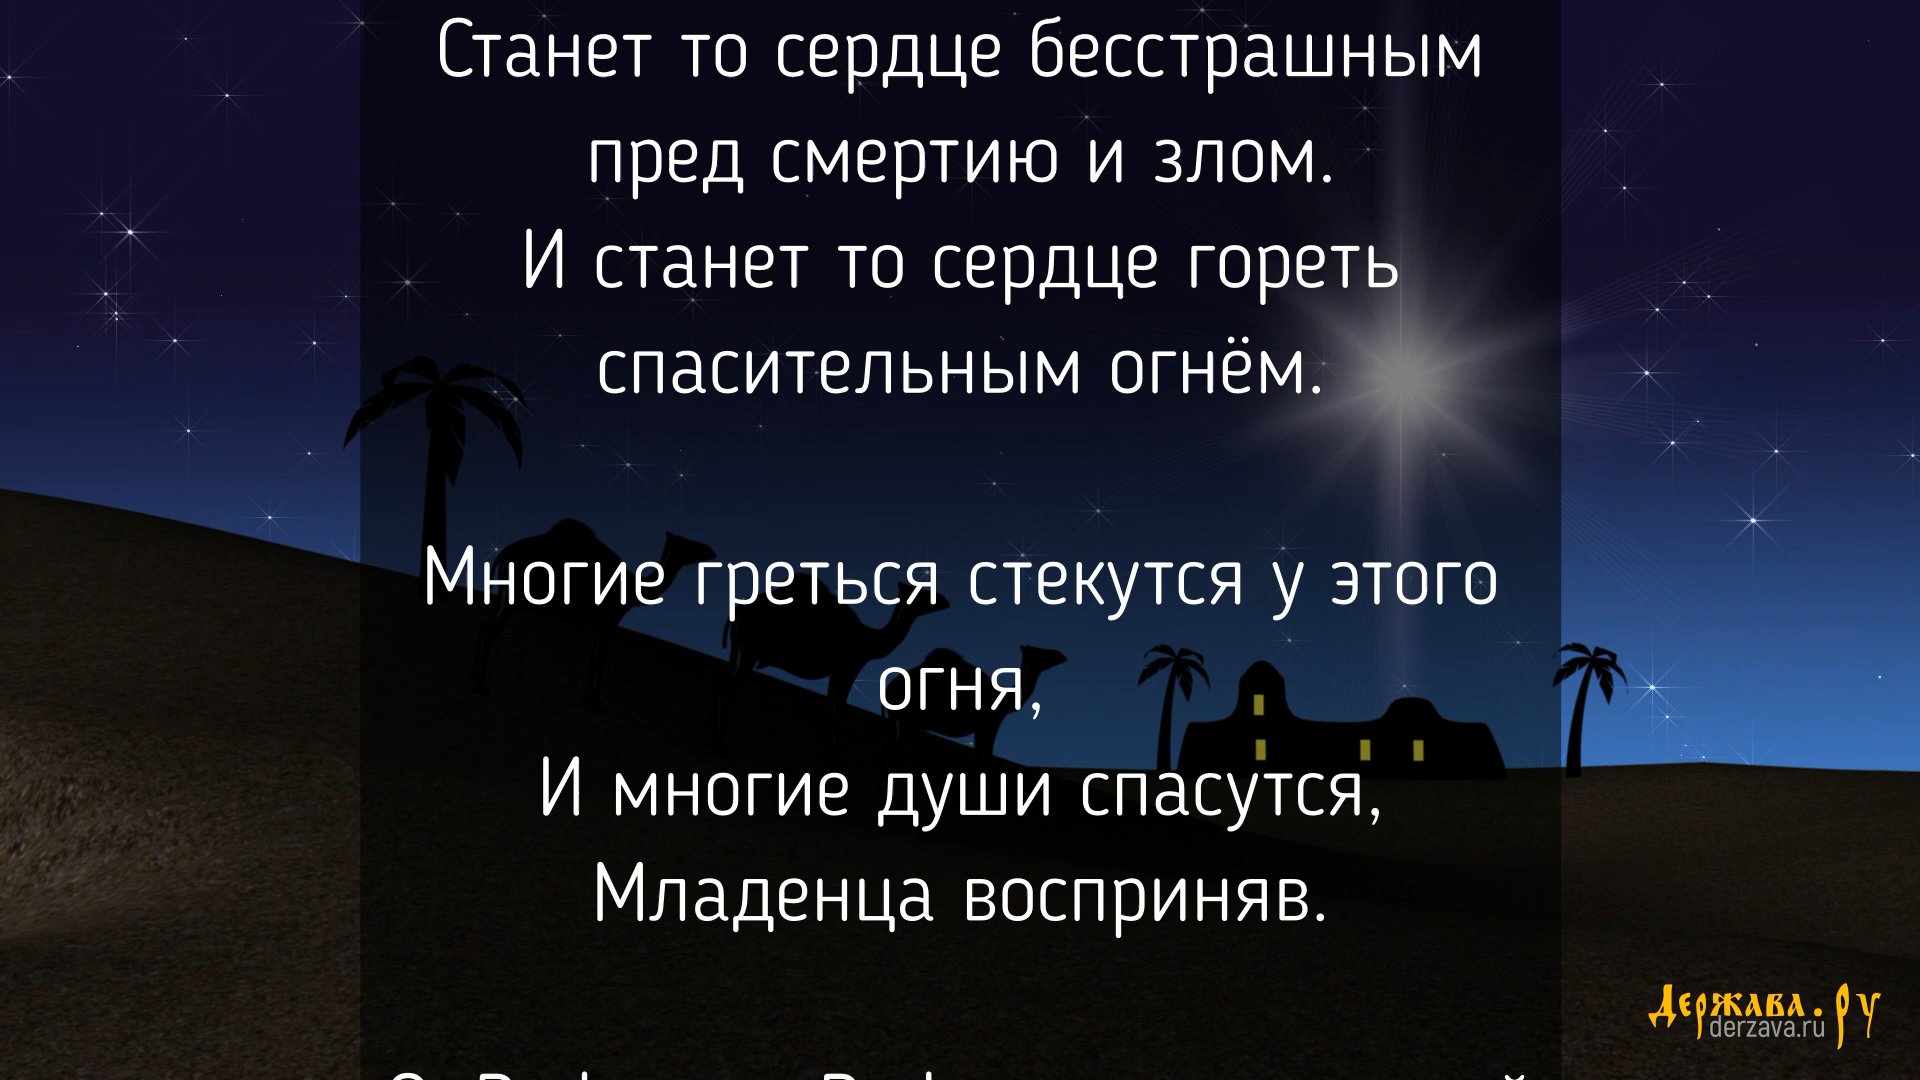 Станет то сердце бесстрашным
пред смертию и злом.
И станет то сердце гореть
спасительным огнём.
Многие греться стекутся у этого
огня,
И многие души спасутся,
Младенца восприняв.
Держава.ру
derzava.ru